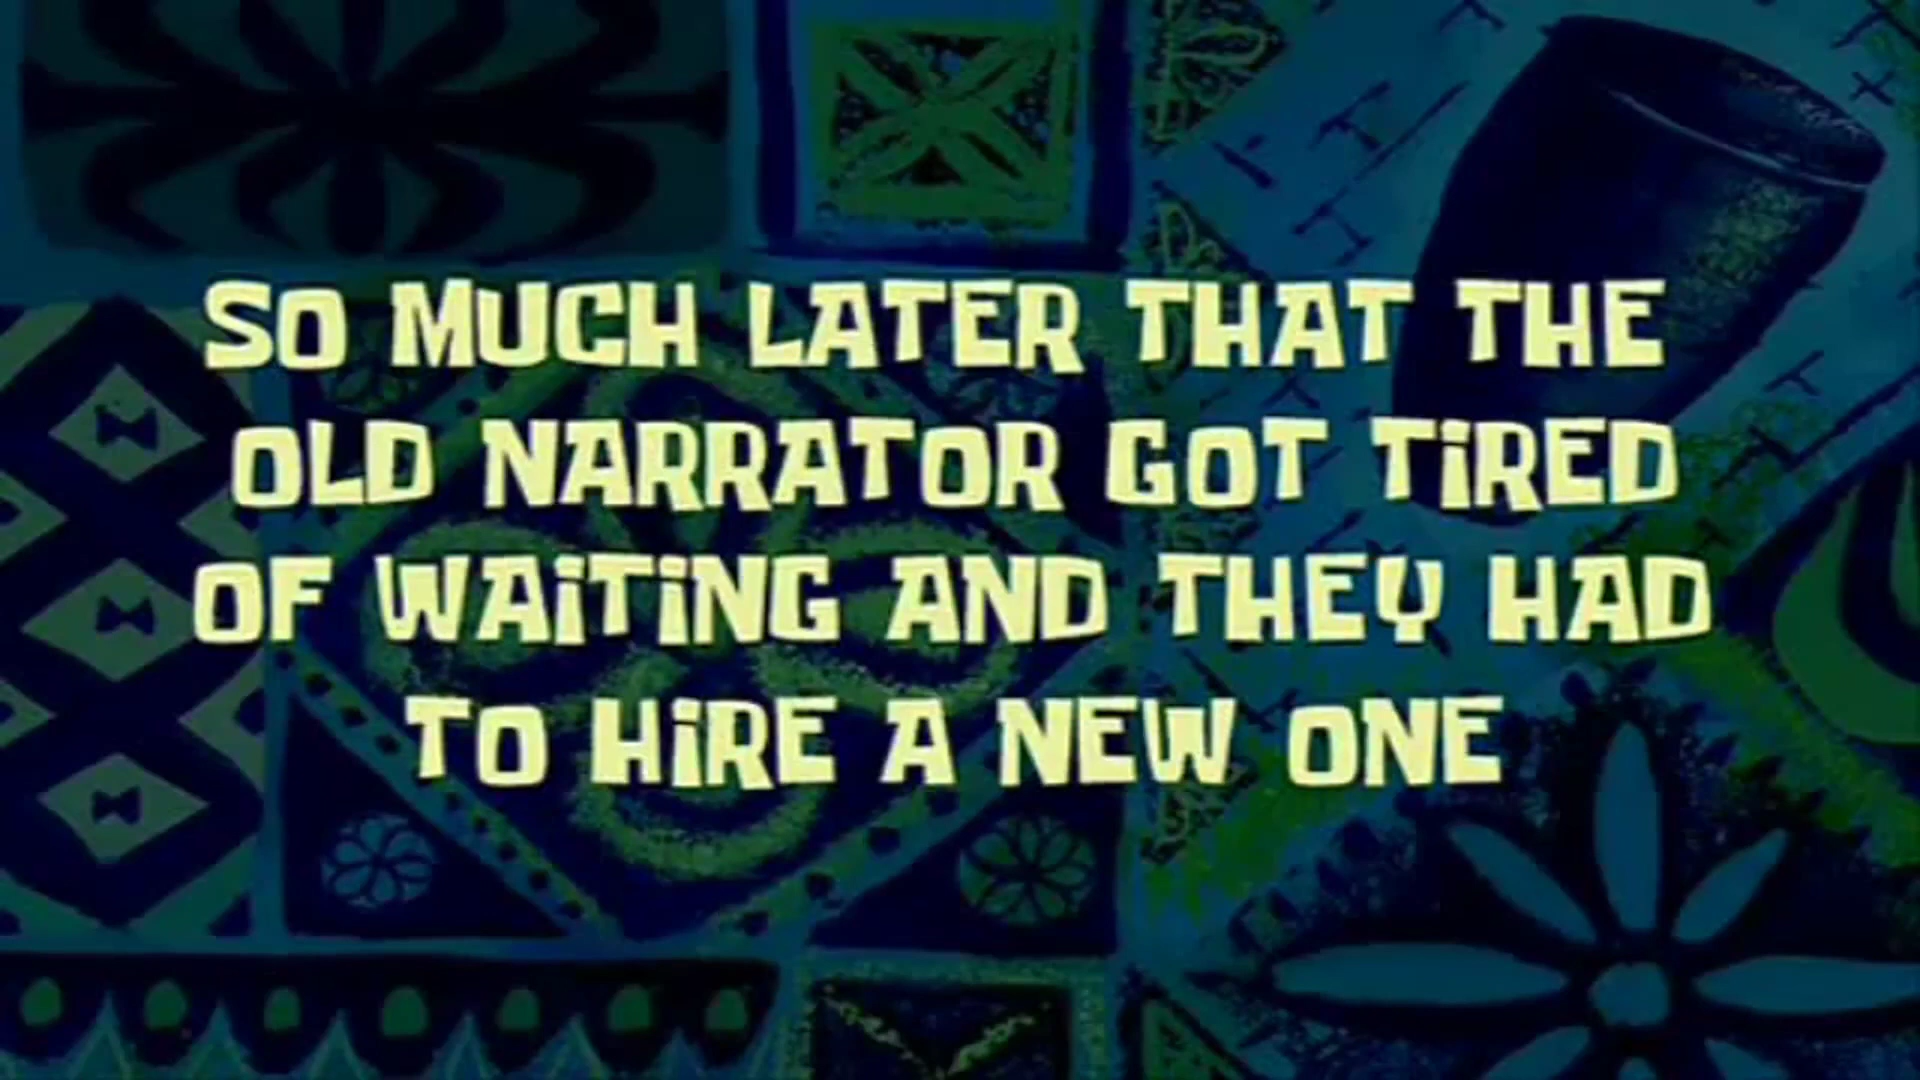 SO MUCH LATER THAT THE
OLD NARRATOR GOT TiRED
OF WAiTiNG AND THEY HAD
TO HiRE A NEW ONE